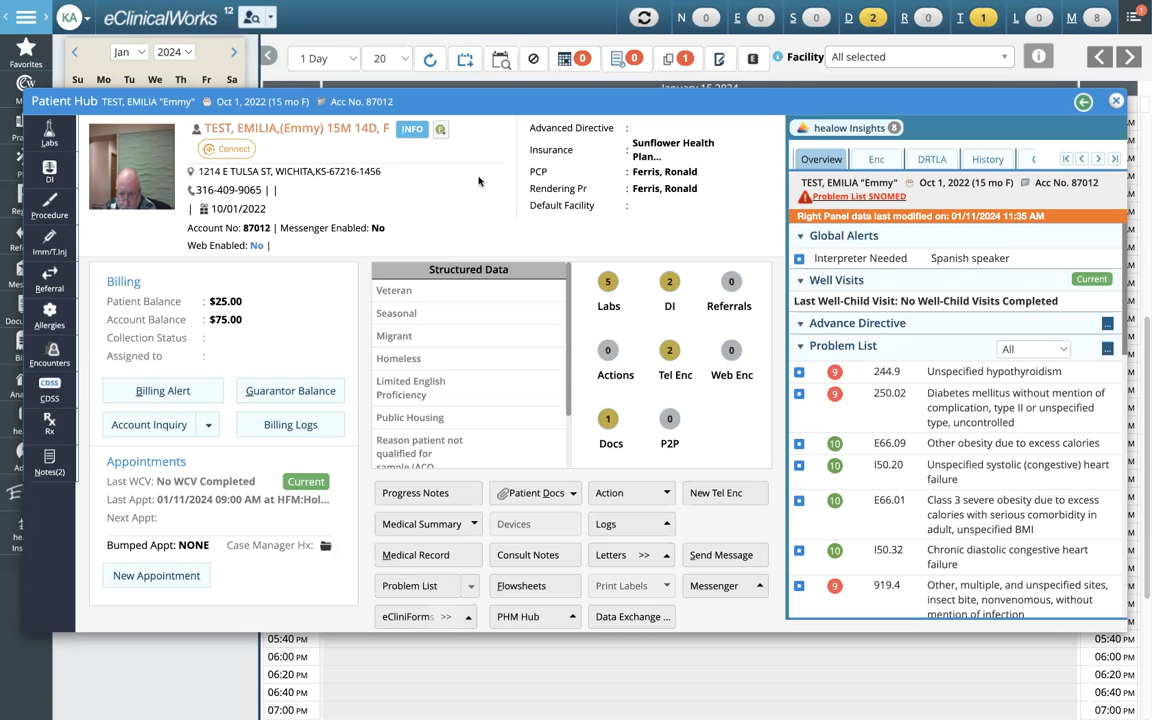 KA
eClinicalWorks 12
N 0 E 0 S 0 D 2 R 0 T 1 L 0 M 8
1
Favorites
Jan 2024
Su Mo Tu We Th Fr Sa
1 Day 20 0 0 1 E Facility All selected
Patient Hub TEST, EMILIA "Emmy" Oct 1, 2022 (15 mo F) Acc No. 87012
Labs
DI
Procedure
Imm/T.Inj
Referral
Allergies
Encounters
CDSS
CDSS
Rx
Notes(2)
TEST, EMILIA,(Emmy) 15M 14D, F INFO
Connect
1214 E TULSA ST, WICHITA,KS-67216-1656
316-409-9065 | |
| 10/01/2022
Account No: 87012 | Messenger Enabled: No
Web Enabled: No |
Advanced Directive :
Insurance : Sunflower Health Plan...
PCP : Ferris, Ronald
Rendering Pr : Ferris, Ronald
Default Facility :
Billing
Patient Balance : $25.00
Account Balance : $75.00
Collection Status :
Assigned to :
Billing Alert Guarantor Balance
Account Inquiry Billing Logs
Appointments
Last WCV: No WCV Completed Current
Last Appt: 01/11/2024 09:00 AM at HFM:Hol...
Next Appt:
Bumped Appt: NONE Case Manager Hx:
New Appointment
Structured Data
Veteran
Seasonal
Migrant
Homeless
Limited English
Proficiency
Public Housing
Reason patient not
qualified for
sample (ACO
5 2 0
Labs DI Referrals
0 2 0
Actions Tel Enc Web Enc
1 0
Docs P2P
Progress Notes Patient Docs Action New Tel Enc
Medical Summary Devices Logs
Medical Record Consult Notes Letters >> Send Message
Problem List Flowsheets Print Labels Messenger
eCliniForms >> PHM Hub Data Exchange ...
healow Insights 8
Overview Enc DRTLA History
TEST, EMILIA "Emmy" Oct 1, 2022 (15 mo F) Acc No. 87012
Problem List SNOMED
Right Panel data last modified on: 01/11/2024 11:35 AM
Global Alerts
Interpreter Needed Spanish speaker
Well Visits Current
Last Well-Child Visit: No Well-Child Visits Completed
Advance Directive ...
Problem List All ...
9 244.9 Unspecified hypothyroidism
9 250.02 Diabetes mellitus without mention of
complication, type II or unspecified
type, uncontrolled
10 E66.09 Other obesity due to excess calories
10 I50.20 Unspecified systolic (congestive) heart
failure
10 E66.01 Class 3 severe obesity due to excess
calories with serious comorbidity in
adult, unspecified BMI
10 I50.32 Chronic diastolic congestive heart
failure
9 919.4 Other, multiple, and unspecified sites,
insect bite, nonvenomous, without
mention of infection
05:40 PM 05:40 PM
06:00 PM 06:00 PM
06:20 PM 06:20 PM
06:40 PM 06:40 PM
07:00 PM 07:00 PM